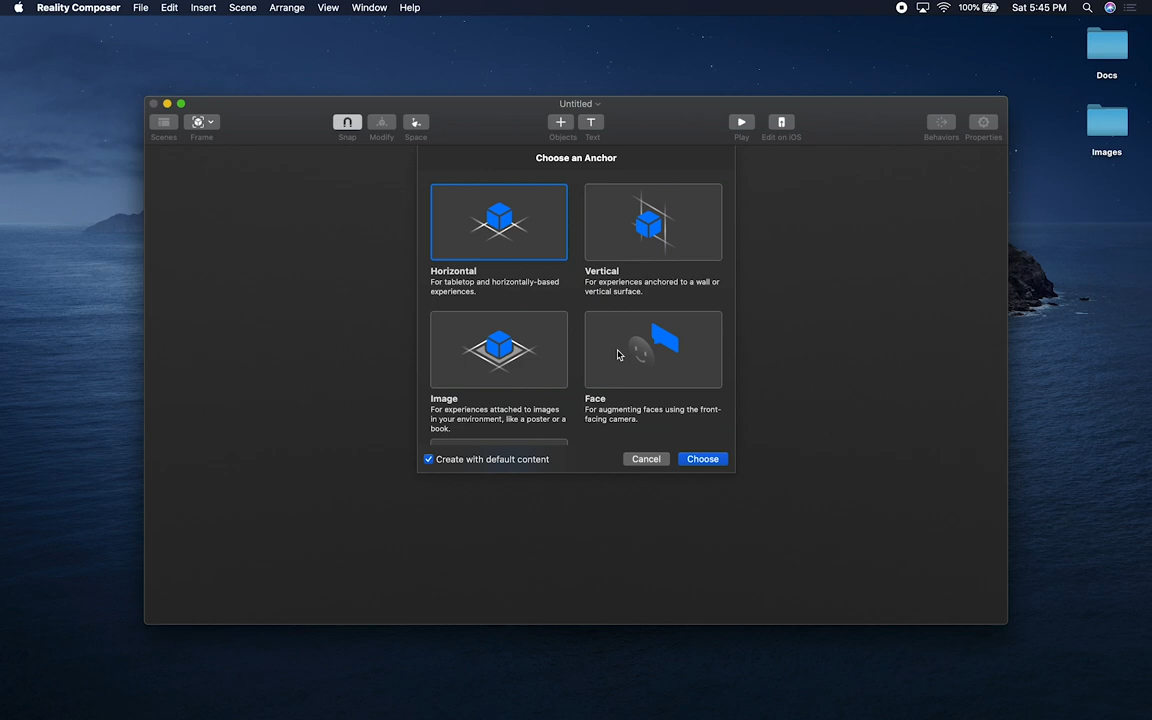 Reality Composer File Edit Insert Scene Arrange View Window Help 100% Sat 5:45 PM
Docs
Images
Untitled
Scenes Frame Snap Modify Space Objects Text Play Edit on iOS Behaviors Properties
Choose an Anchor
Horizontal
For tabletop and horizontally-based
experiences.
Vertical
For experiences anchored to a wall or
vertical surface.
Image
For experiences attached to images
in your environment, like a poster or a
book.
Face
For augmenting faces using the front-
facing camera.
Create with default content Cancel Choose